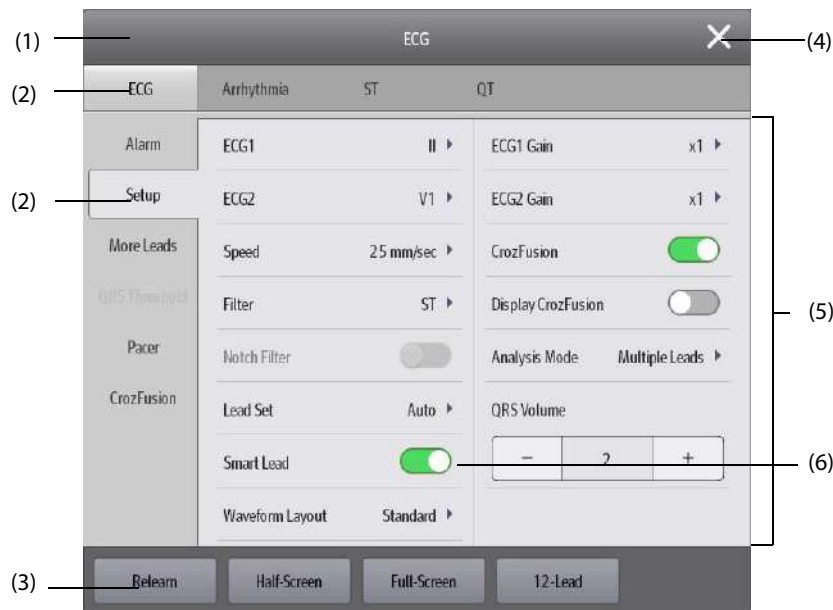 (1) ECG (4)
(2) ECG Arrhythmia ST QT
Alarm
(2) Setup
More Leads
QRS Threshold
Pacer
CrozFusion
ECG1 II
ECG2 V1
Speed 25 mm/sec
Filter ST
Notch Filter
Lead Set Auto
Smart Lead
Waveform Layout Standard
ECG1 Gain x1
ECG2 Gain x1
CrozFusion
Display CrozFusion
Analysis Mode Multiple Leads
QRS Volume
− 2 +
(5)
(6)
(3) Relearn Half-Screen Full-Screen 12-Lead